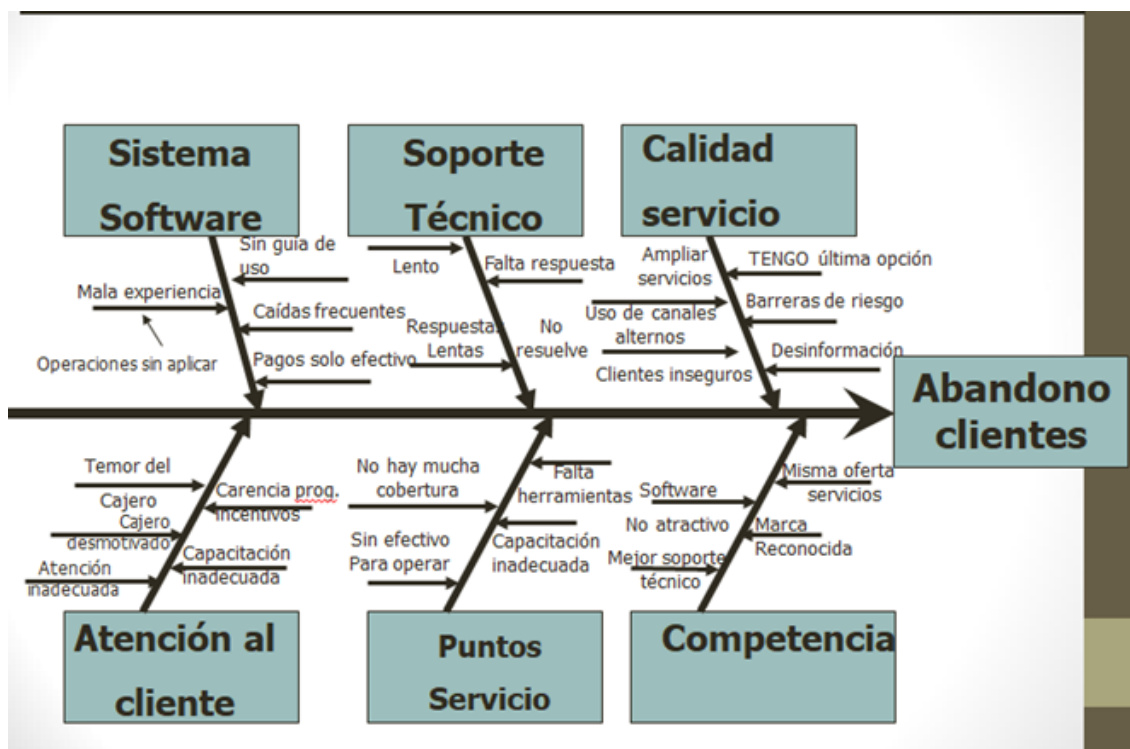 Sistema
Software
Soporte
Técnico
Calidad
servicio
Sin guía de
uso
Mala experiencia
Caídas frecuentes
Operaciones sin aplicar
Pagos solo efectivo
Lento
Falta respuesta
Respuestas
Lentas
No
resuelve
Ampliar
servicios
TENGO última opción
Uso de canales
alternos
Barreras de riesgo
Clientes inseguros
Desinformación
Abandono
clientes
Temor del
Cajero
Carencia prog.
incentivos
Cajero
desmotivado
Capacitación
inadecuada
Atención
inadecuada
No hay mucha
cobertura
Falta
herramientas
Sin efectivo
Para operar
Capacitación
inadecuada
Misma oferta
servicios
Software
No atractivo
Marca
Reconocida
Mejor soporte
técnico
Atención al
cliente
Puntos
Servicio
Competencia